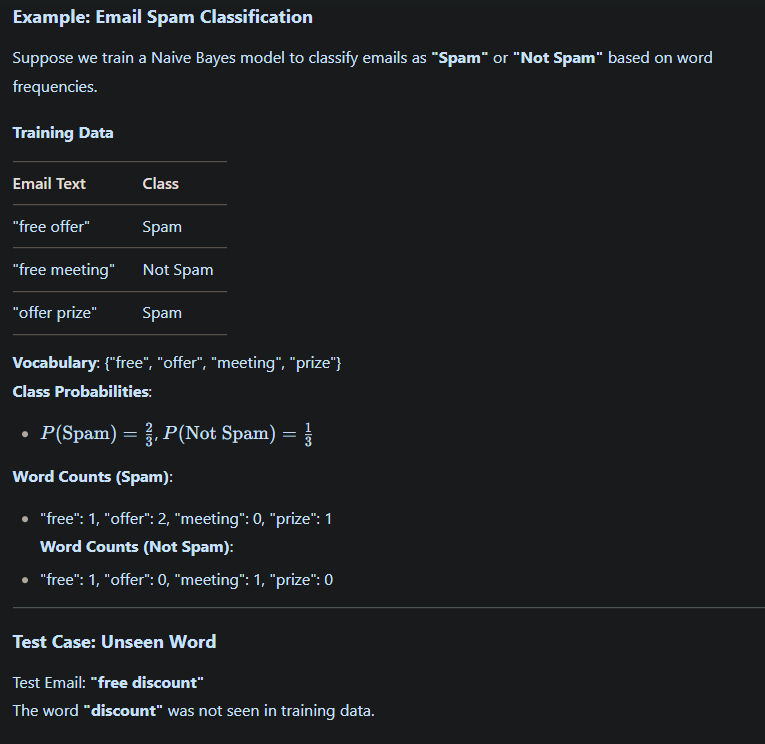 Example: Email Spam Classification
Suppose we train a Naive Bayes model to classify emails as "Spam" or "Not Spam" based on word
frequencies.
Training Data
Email Text Class
"free offer" Spam
"free meeting" Not Spam
"offer prize" Spam
Vocabulary: {"free", "offer", "meeting", "prize"}
Class Probabilities:
• P(Spam) = 2/3, P(Not Spam) = 1/3
Word Counts (Spam):
• "free": 1, "offer": 2, "meeting": 0, "prize": 1
Word Counts (Not Spam):
• "free": 1, "offer": 0, "meeting": 1, "prize": 0
Test Case: Unseen Word
Test Email: "free discount"
The word "discount" was not seen in training data.